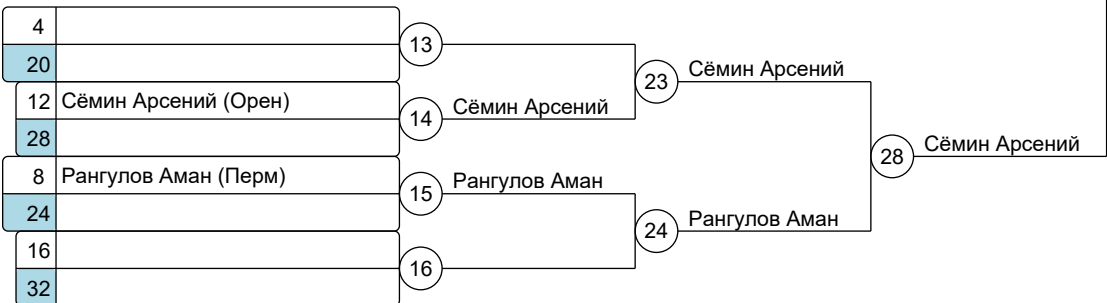 4
13
20
23 Сёмин Арсений
12 Сёмин Арсений (Орен)
14 Сёмин Арсений
28
28 Сёмин Арсений
8 Рангулов Аман (Перм)
15 Рангулов Аман
24
24 Рангулов Аман
16
16
32